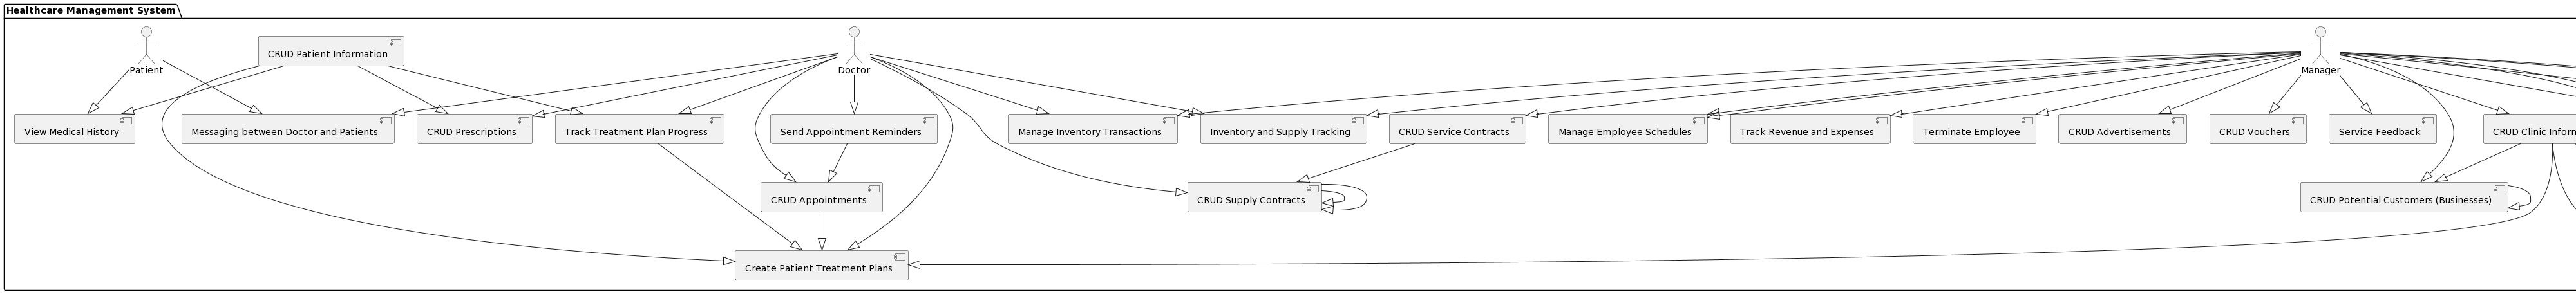 Healthcare Management System
Patient
CRUD Patient Information
Doctor
Manager
View Medical History
Messaging between Doctor and Patients
CRUD Prescriptions
Track Treatment Plan Progress
Send Appointment Reminders
Manage Inventory Transactions
Inventory and Supply Tracking
CRUD Service Contracts
Manage Employee Schedules
Track Revenue and Expenses
Terminate Employee
CRUD Advertisements
CRUD Vouchers
Service Feedback
CRUD Clinic
CRUD Appointments
CRUD Supply Contracts
CRUD Potential Customers (Businesses)
Create Patient Treatment Plans